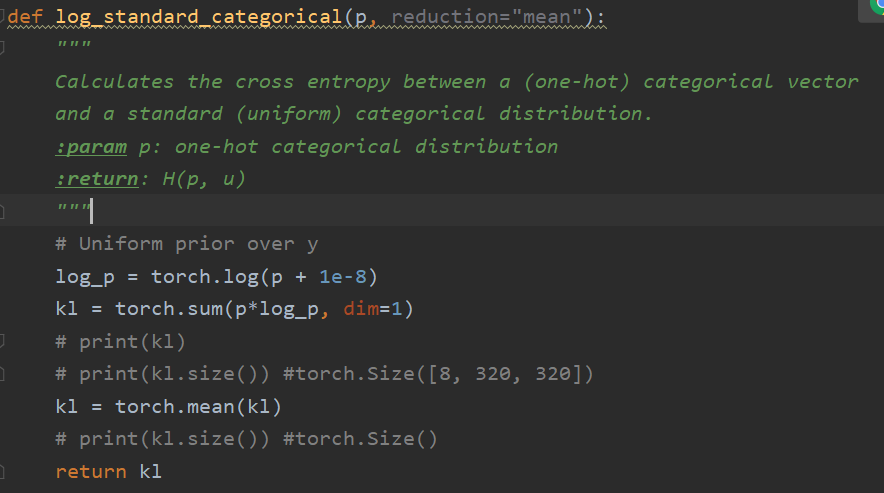 def log_standard_categorical(p, reduction="mean"):
    """
    Calculates the cross entropy between a (one-hot) categorical vector
    and a standard (uniform) categorical distribution.
    :param p: one-hot categorical distribution
    :return: H(p, u)
    """
    # Uniform prior over y
    log_p = torch.log(p + 1e-8)
    kl = torch.sum(p*log_p, dim=1)
    # print(kl)
    # print(kl.size()) #torch.Size([8, 320, 320])
    kl = torch.mean(kl)
    # print(kl.size()) #torch.Size()
    return kl